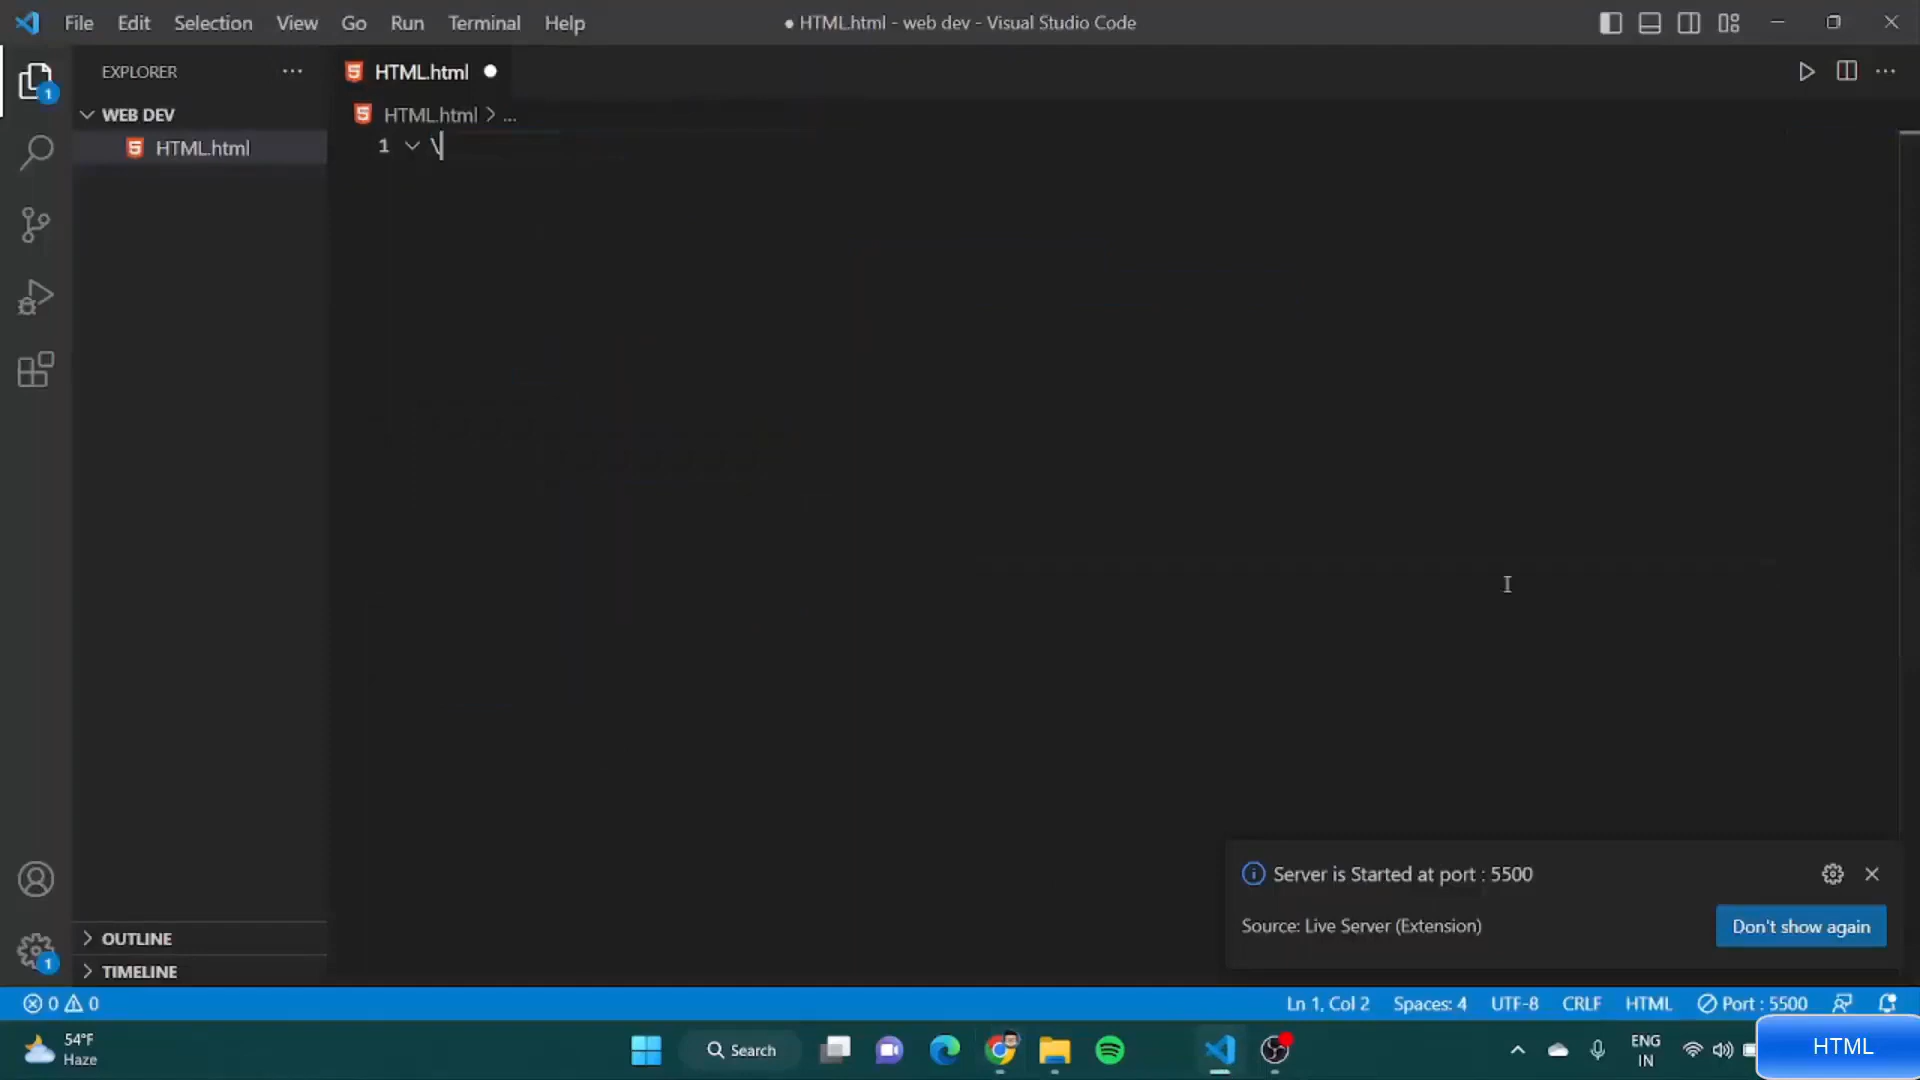 File Edit Selection View Go Run Terminal Help
● HTML.html - web dev - Visual Studio Code
EXPLORER
HTML.html
1
WEB DEV
HTML.html > ...
HTML.html
1 \
Server is Started at port : 5500
Source: Live Server (Extension)
Don't show again
OUTLINE
TIMELINE
1
0 0
Ln 1, Col 2 Spaces: 4 UTF-8 CRLF HTML Port : 5500
54°F
Haze
Search
ENG
IN
HTML